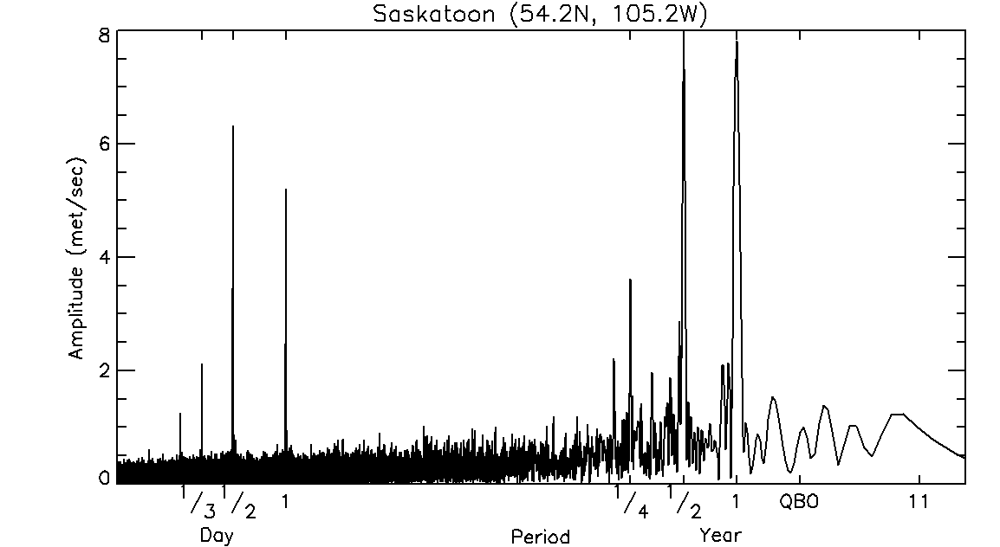 Saskatoon (54.2N, 105.2W)
8
6
4
2
0
Amplitude (met/sec)
1/3 1/2 1 1/4 1/2 1 QBO 11
Day Period Year